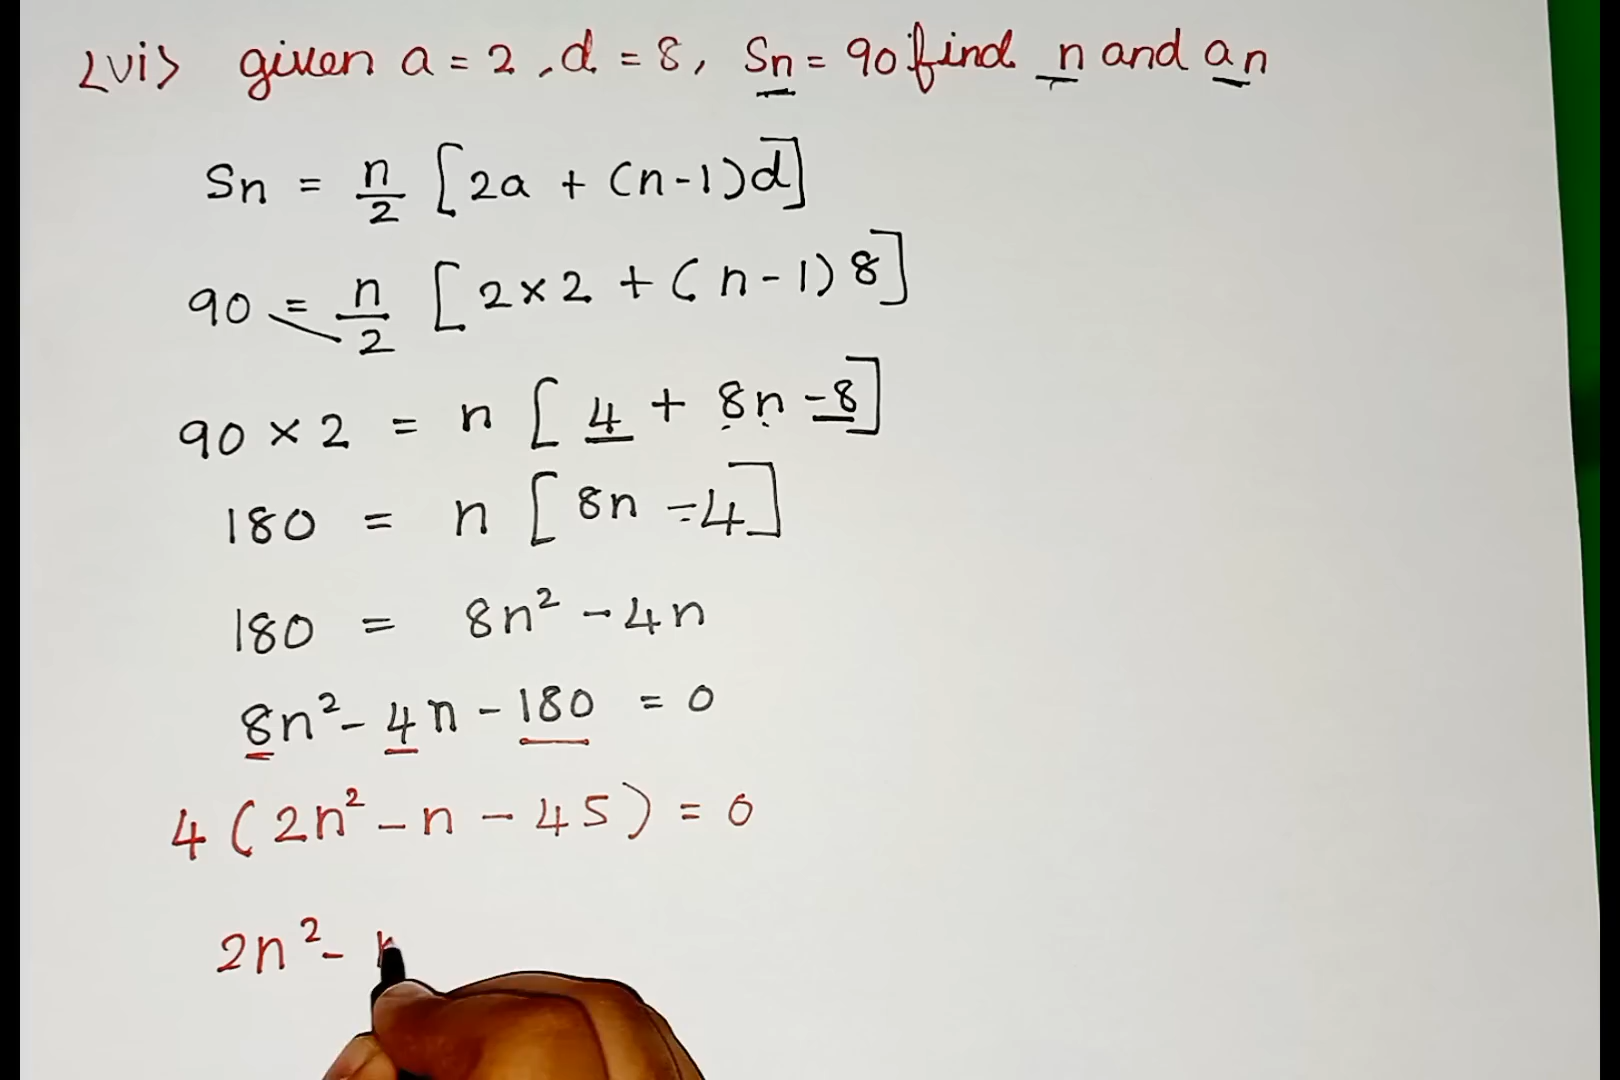 <vi> given a = 2, d = 8, Sn = 90 find n and an
Sn = n/2 [2a + (n-1)d]
90 = n/2 [2×2 + (n-1)8]
90 × 2 = n [4 + 8n - 8]
180 = n [8n - 4]
180 = 8n² - 4n
8n² - 4n - 180 = 0
4(2n² - n - 45) = 0
2n² -